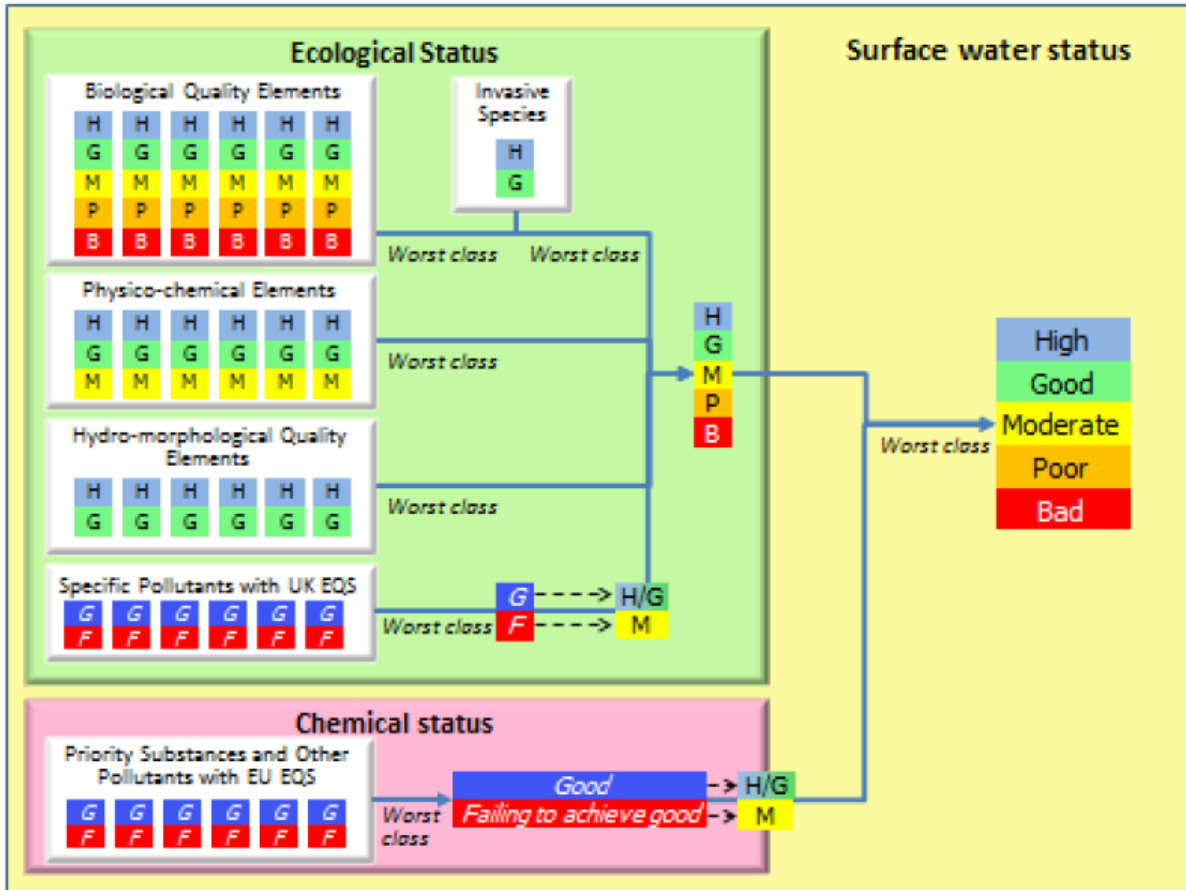 Surface water status
Ecological Status
Biological Quality Elements
H H H H H H
G G G G G G
M M M M M M
P P P P P P
B B B B B B
Worst class
Invasive
Species
H
G
Worst class
Physico-chemical Elements
H H H H H H
G G G G G G
M M M M M M
Worst class
Hydro-morphological Quality
Elements
H H H H H H
G G G G G G
Worst class
Specific Pollutants with UK EQS
G G G G G G
F F F F F F
Worst class
G
F
H/G
M
H
G
M
P
B
Chemical status
Priority Substances and Other
Pollutants with EU EQS
G G G G G G
F F F F F F
Worst
class
Good
Failing to achieve good
H/G
M
Worst class
High
Good
Moderate
Poor
Bad